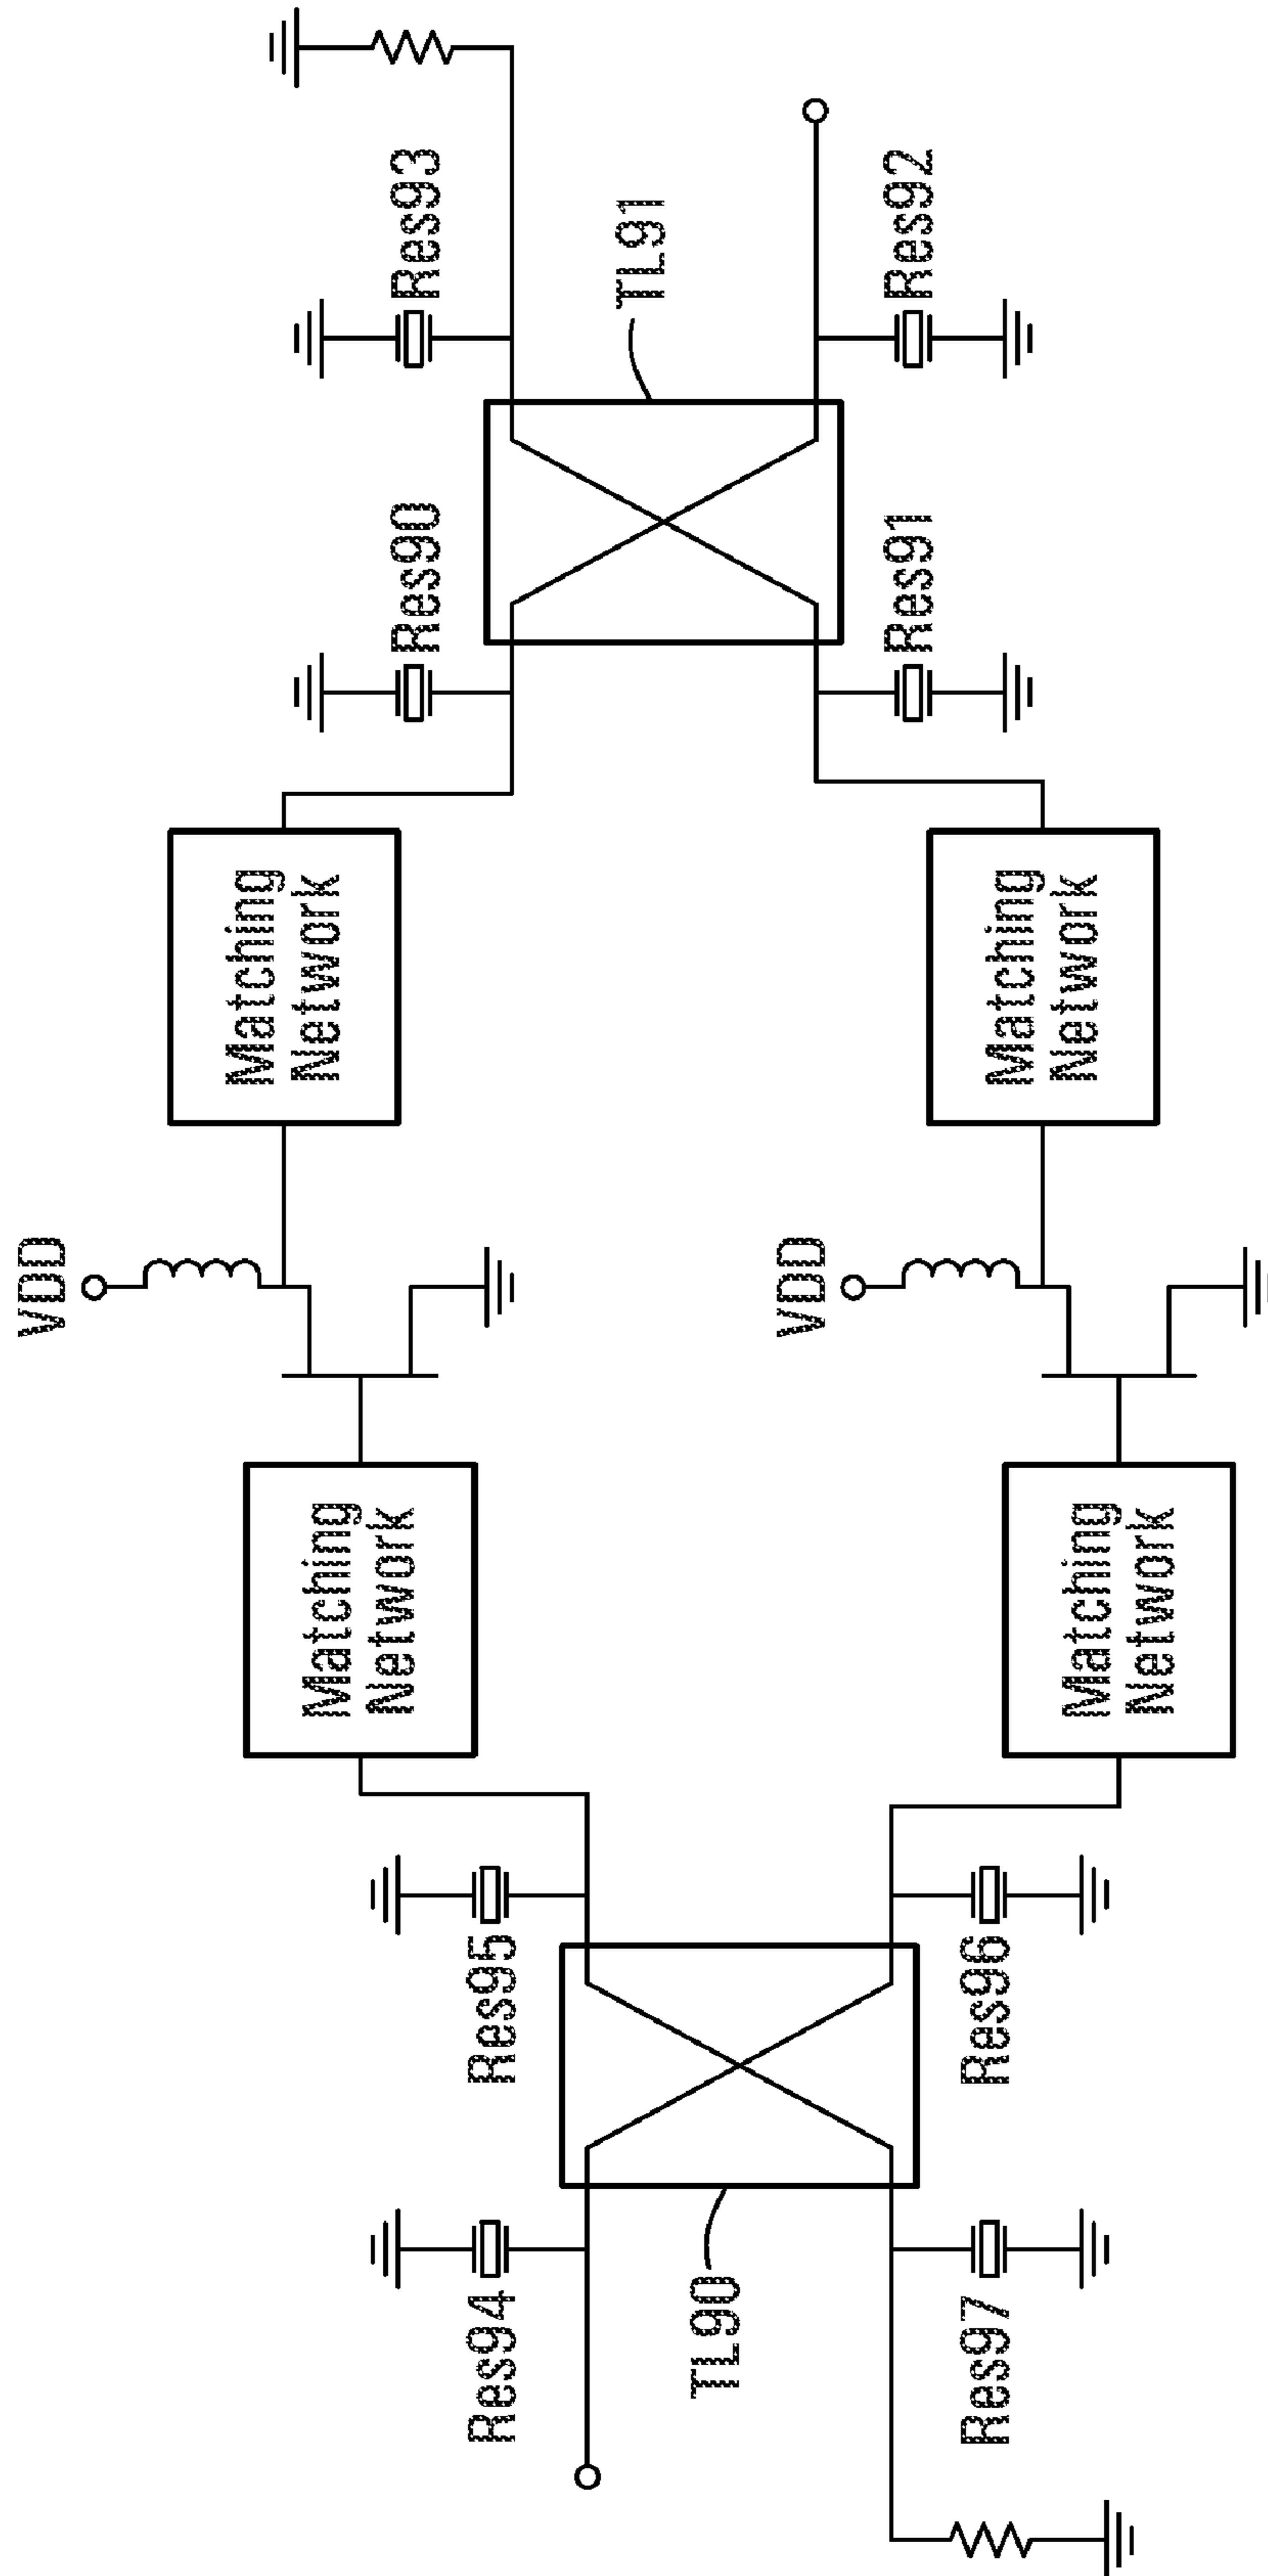 VDD
Matching
Network
Matching
Network
Res90
Res93
Res94
Res95
TL91
TL90
VDD
Res91
Res92
Res97
Res96
Matching
Network
Matching
Network